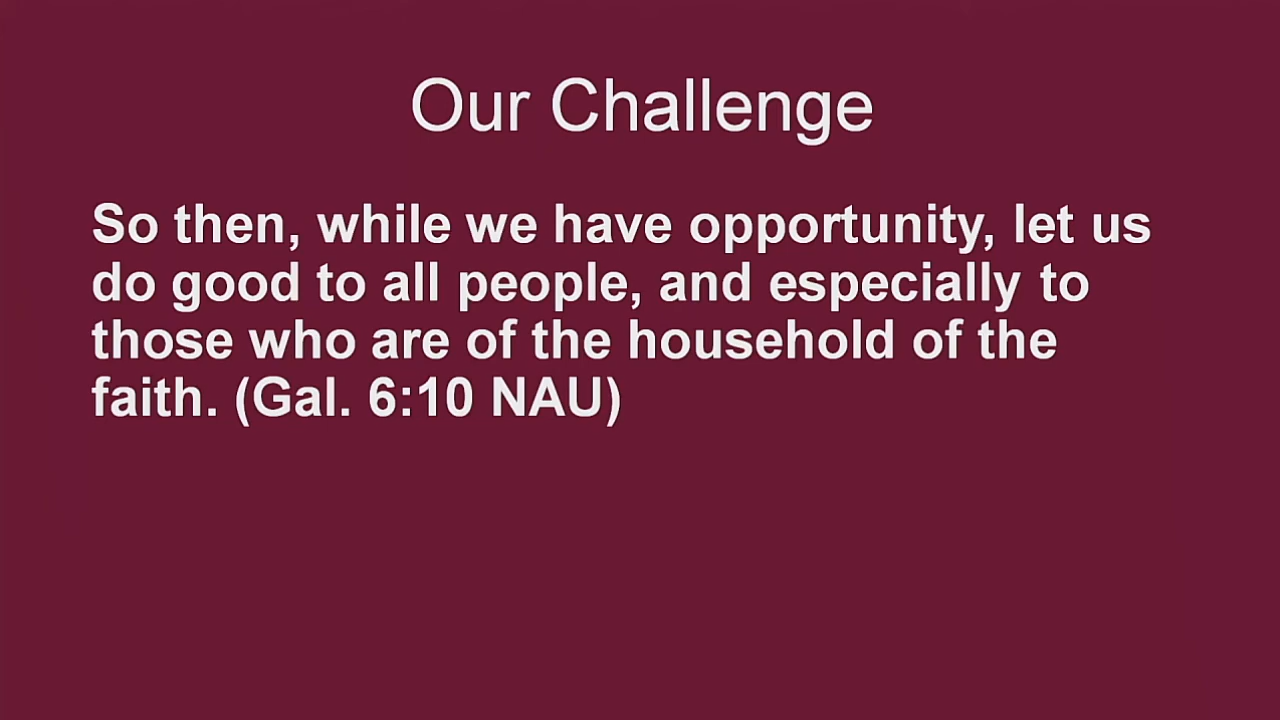 Our Challenge
So then, while we have opportunity, let us
do good to all people, and especially to
those who are of the household of the
faith. (Gal. 6:10 NAU)